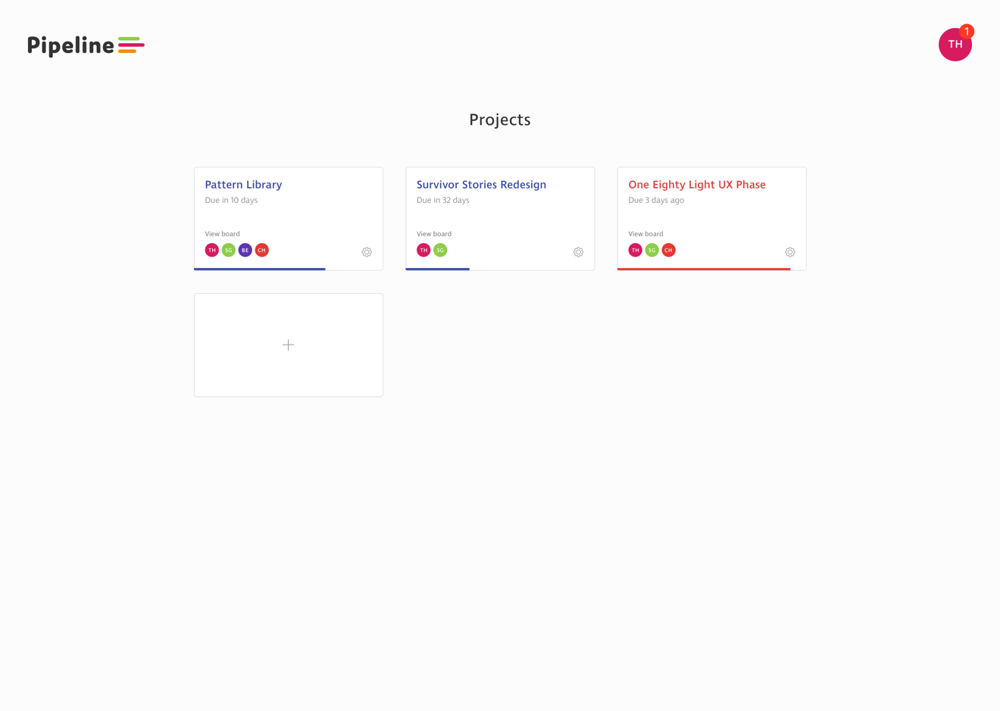 Pipeline
TH
1
Projects
Pattern Library
Due in 10 days
View board
TH SG BE CH
Survivor Stories Redesign
Due in 32 days
View board
TH SG
One Eighty Light UX Phase
Due 3 days ago
View board
TH SG CH